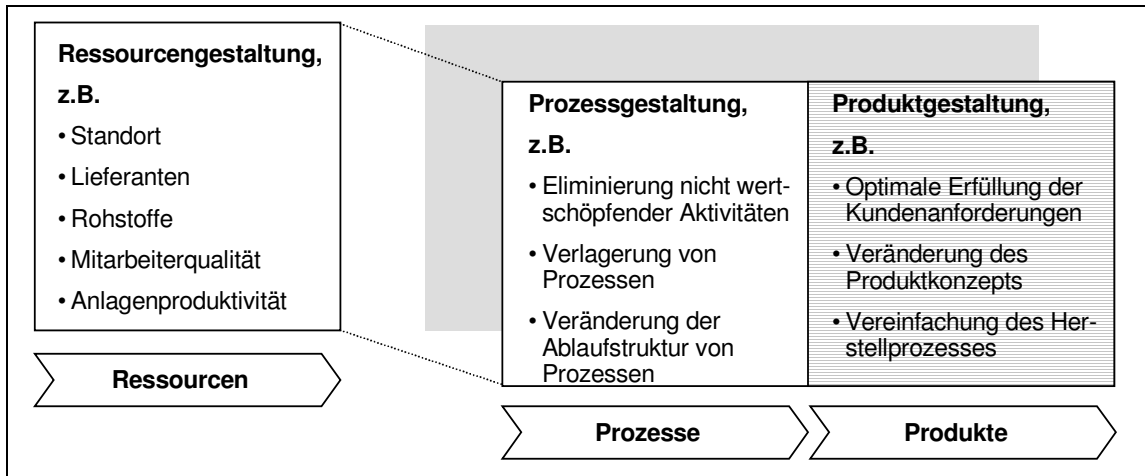 Ressourcengestaltung,
z.B.
• Standort
• Lieferanten
• Rohstoffe
• Mitarbeiterqualität
• Anlagenproduktivität
Ressourcen
Prozessgestaltung,
z.B.
• Eliminierung nicht wert-
schöpfender Aktivitäten
• Verlagerung von
Prozessen
• Veränderung der
Ablaufstruktur von
Prozessen
Prozesse
Produktgestaltung,
z.B.
• Optimale Erfüllung der
Kundenanforderungen
• Veränderung des
Produktkonzepts
• Vereinfachung des Her-
stellprozesses
Produkte